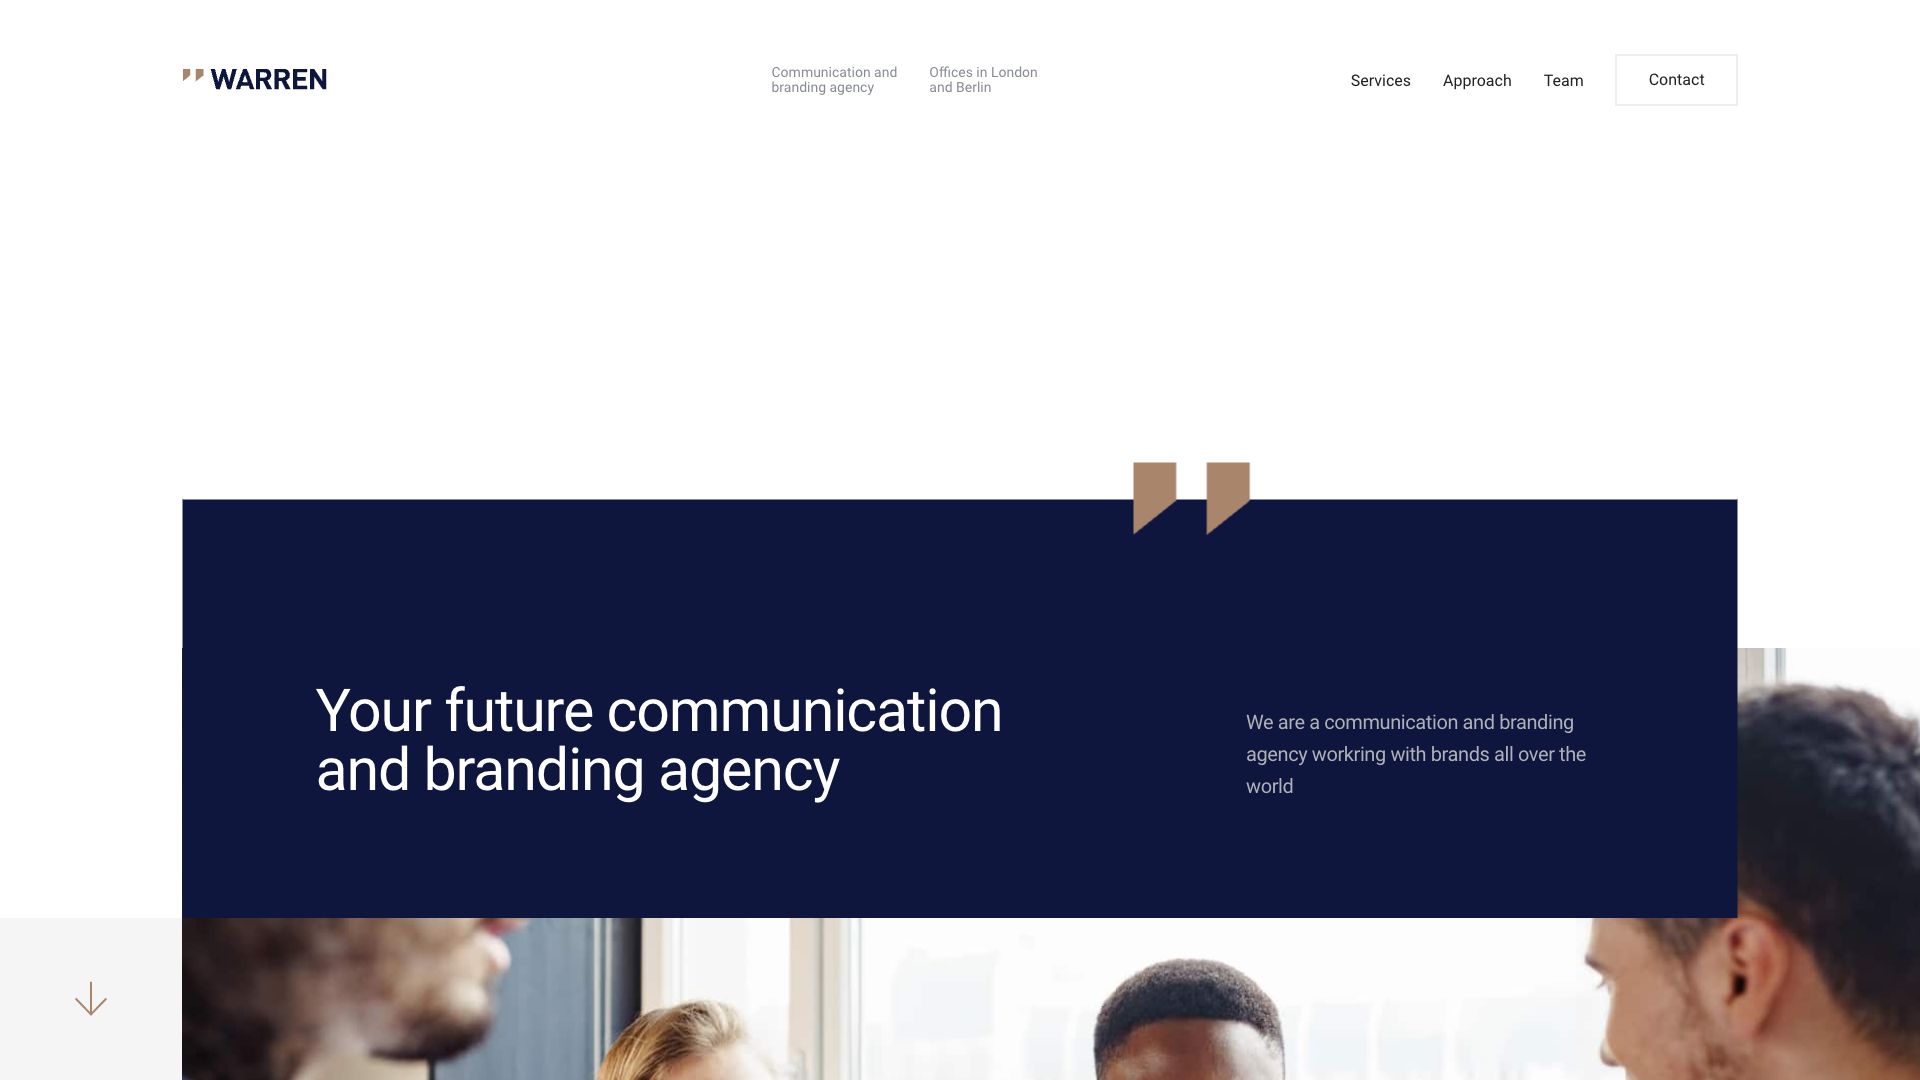 WARREN
Communication and
branding agency
Offices in London
and Berlin
Services
Approach
Team
Contact
Your future communication
and branding agency
We are a communication and branding
agency workring with brands all over the
world